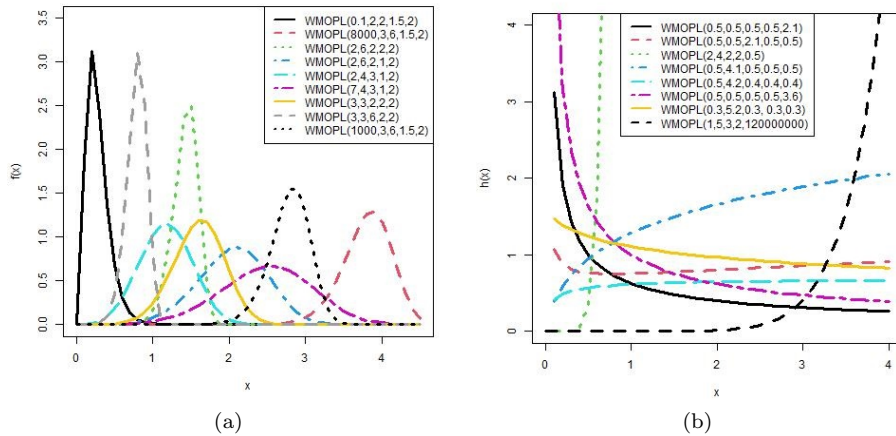 WMOPL(0.1,2,2,1.5,2)
WMOPL(8000,3,6,1.5,2)
WMOPL(2,6,2,2,2)
WMOPL(2,6,2,1,2)
WMOPL(2,4,3,1,2)
WMOPL(7,4,3,1,2)
WMOPL(3,3,2,2,2)
WMOPL(3,3,6,2,2)
WMOPL(1000,3,6,1.5,2)
f(x)
3.5
3.0
2.5
2.0
1.5
1.0
0.5
0.0
0 1 2 3 4
x
(a)
WMOPL(0.5,0.5,0.5,0.5,2.1)
WMOPL(0.5,0.5,2.1,0.5,0.5)
WMOPL(2,4,2,2,0.5)
WMOPL(0.5,4.1,0.5,0.5,0.5)
WMOPL(0.5,4.2,0.4,0.4,0.4)
WMOPL(0.5,0.5,0.5,0.5,3.6)
WMOPL(0.3,5.2,0.3, 0.3,0.3)
WMOPL(1,5,3,2,120000000)
h(x)
4
3
2
1
0
0 1 2 3 4
x
(b)